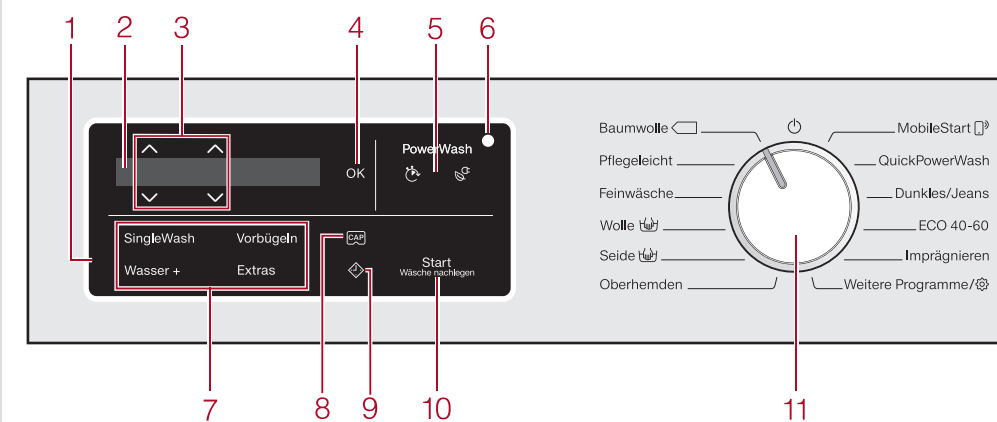 1 2 3 4 5 6
PowerWash
OK
SingleWash Vorbügeln
CAP
Wasser + Extras
Start
Wäsche nachlegen
Baumwolle
Pflegeleicht
Feinwäsche
Wolle
Seide
Oberhemden
MobileStart
QuickPowerWash
Dunkles/Jeans
ECO 40-60
Imprägnieren
Weitere Programme/
7 8 9 10 11